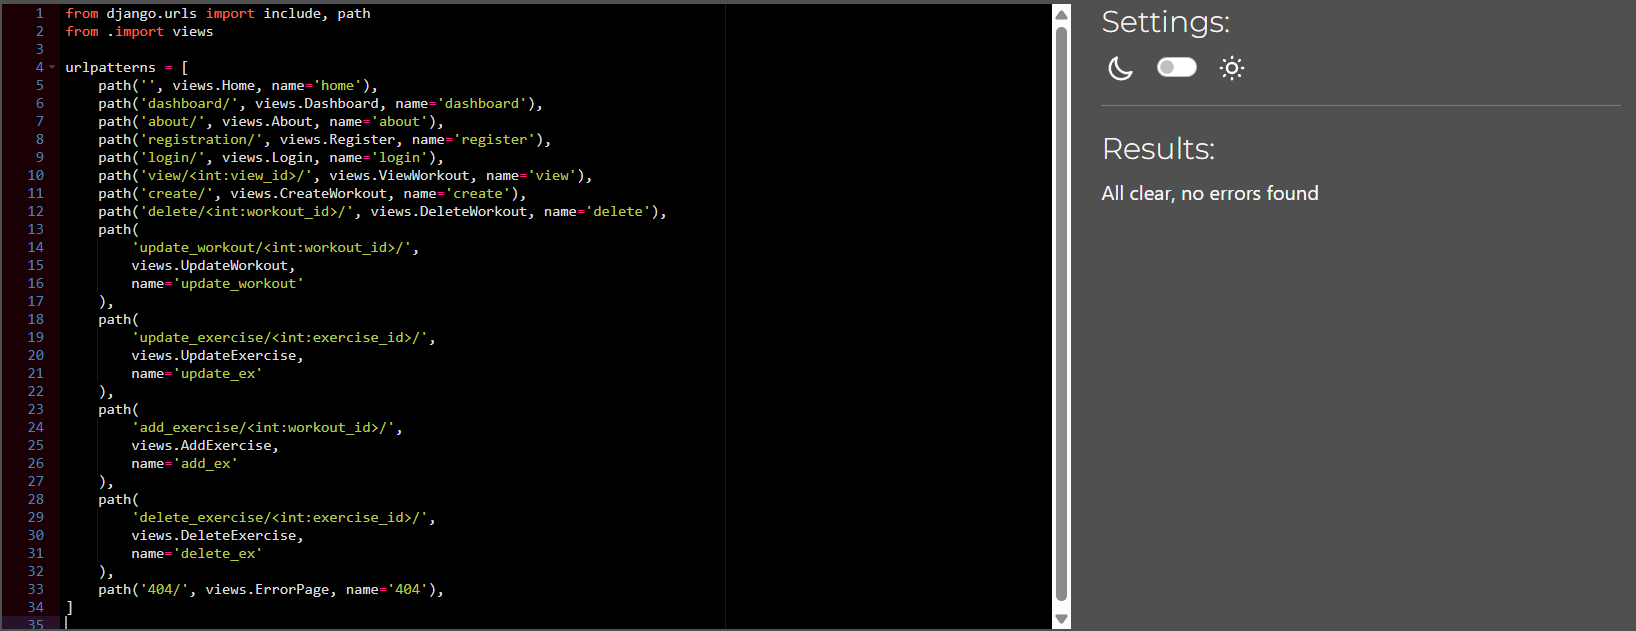 1 from django.urls import include, path
2 from .import views
3
4 urlpatterns = [
5     path('', views.Home, name='home'),
6     path('dashboard/', views.Dashboard, name='dashboard'),
7     path('about/', views.About, name='about'),
8     path('registration/', views.Register, name='register'),
9     path('login/', views.Login, name='login'),
10     path('view/<int:view_id>/', views.ViewWorkout, name='view'),
11     path('create/', views.CreateWorkout, name='create'),
12     path('delete/<int:workout_id>/', views.DeleteWorkout, name='delete'),
13     path(
14         'update_workout/<int:workout_id>/',
15         views.UpdateWorkout,
16         name='update_workout'
17     ),
18     path(
19         'update_exercise/<int:exercise_id>/',
20         views.UpdateExercise,
21         name='update_ex'
22     ),
23     path(
24         'add_exercise/<int:workout_id>/',
25         views.AddExercise,
26         name='add_ex'
27     ),
28     path(
29         'delete_exercise/<int:exercise_id>/',
30         views.DeleteExercise,
31         name='delete_ex'
32     ),
33     path('404/', views.ErrorPage, name='404'),
34 ]
35
Settings:
Results:
All clear, no errors found